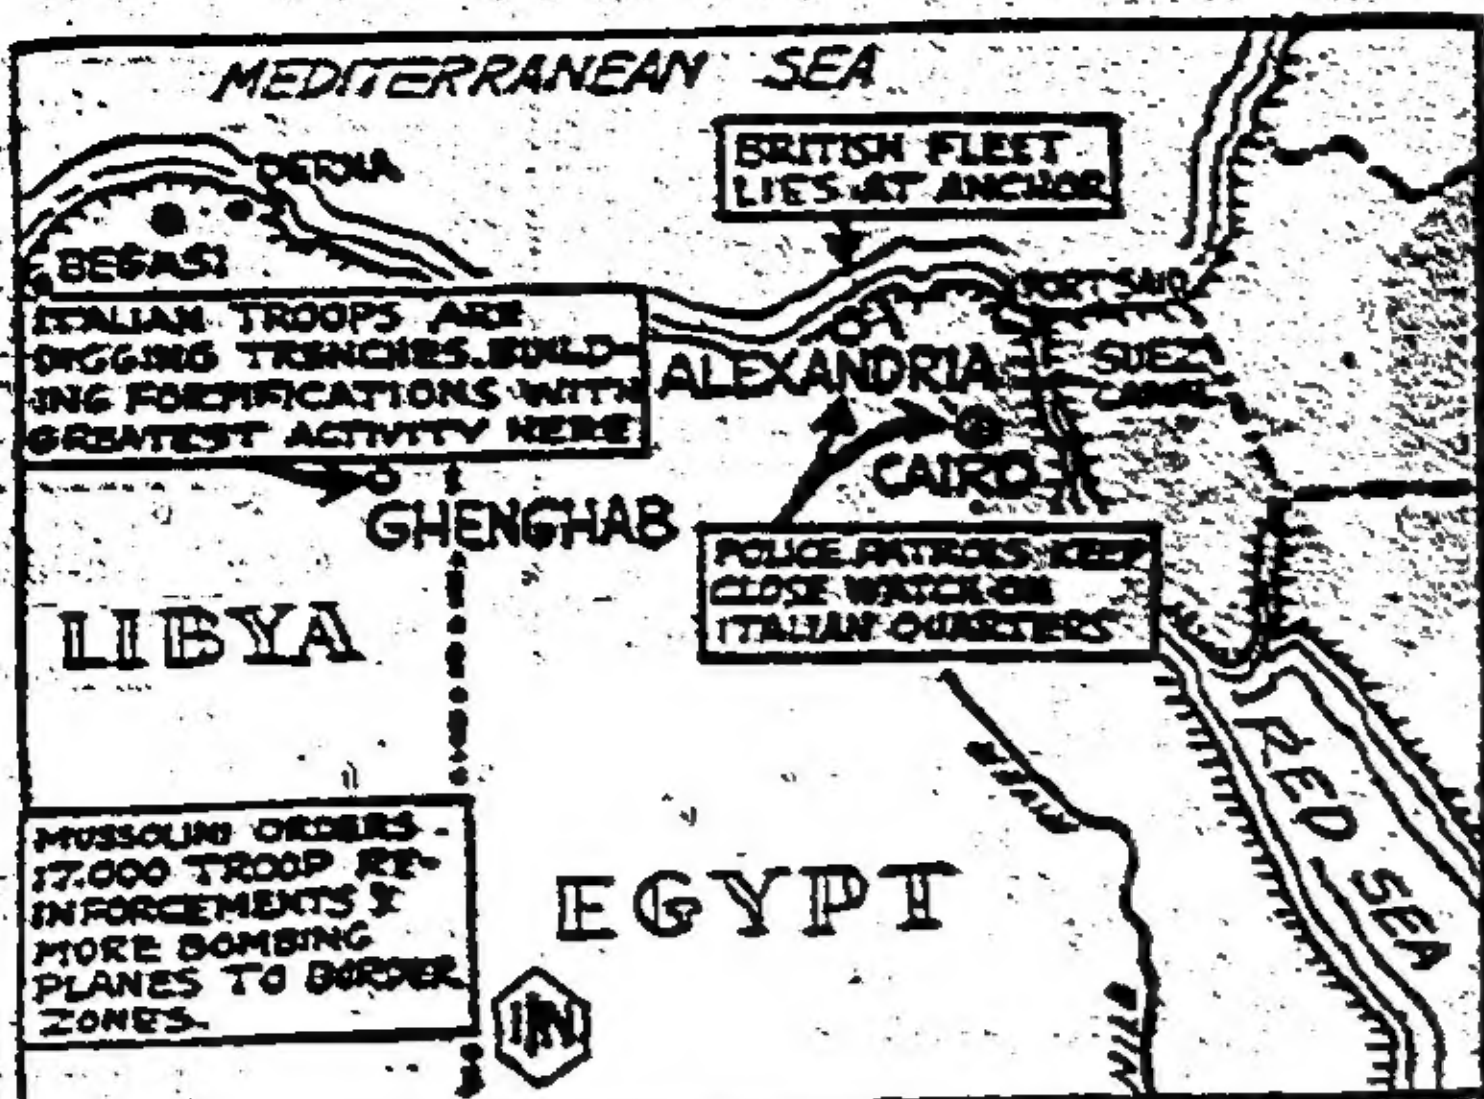 MEDITERRANEAN SEA
DERNA
BRITISH FLEET
LIES AT ANCHOR
BEGASI
PORT SAID
ITALIAN TROOPS ARE
DIGGING TRENCHES, BUILD-
ING FORTIFICATIONS WITH
GREATEST ACTIVITY HERE
ALEXANDRIA
SUEZ
CANAL
CAIRO
GHENGHAB
POLICE PATROLS KEEP
CLOSE WATCH ON
ITALIAN QUARTERS
LIBYA
RED SEA
MUSSOLINI ORDERS
17,000 TROOP RE-
INFORCEMENTS &
MORE BOMBING
PLANES TO BORDER
ZONES.
EGYPT
NILE